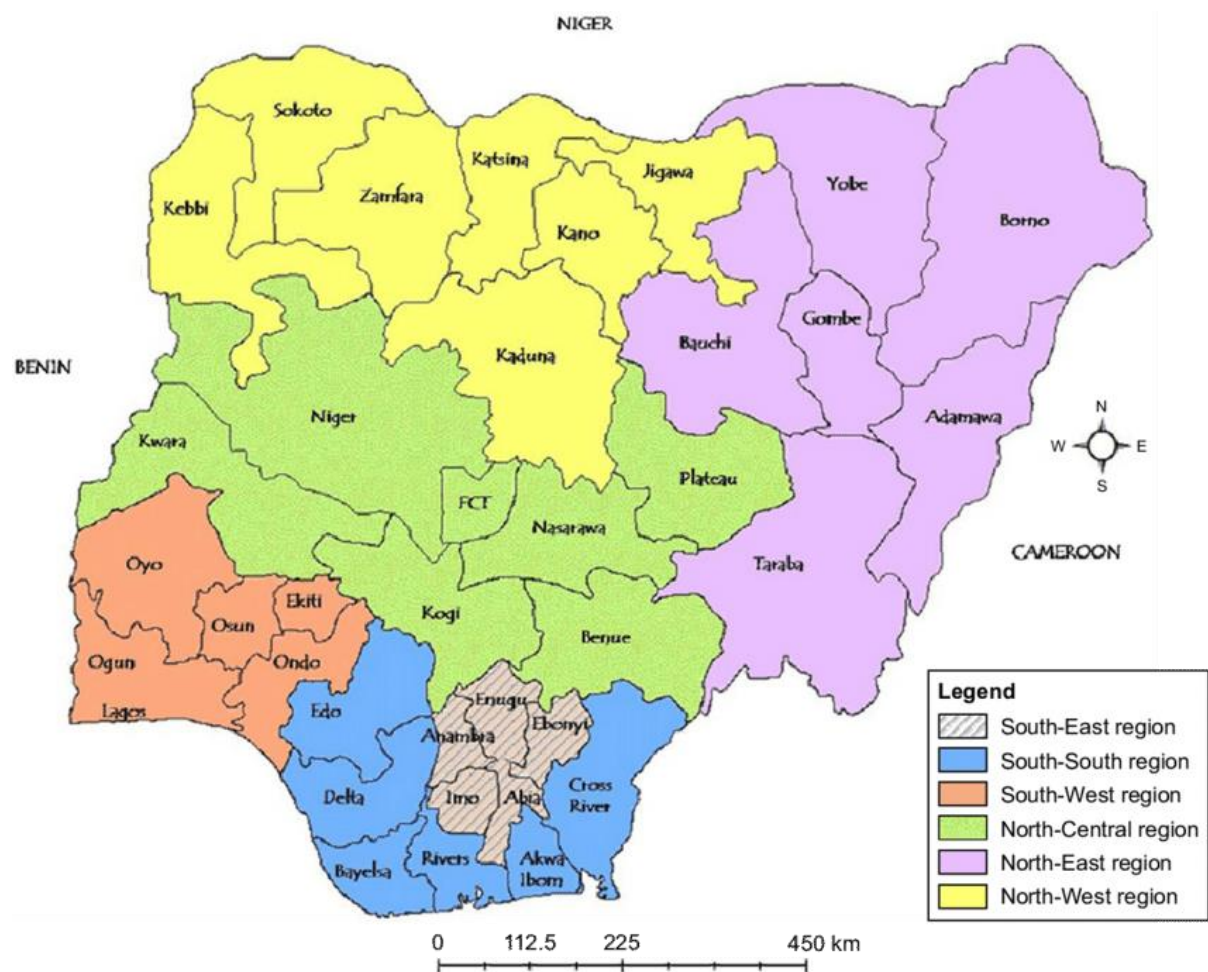 NIGER
Sokoto
Katsina
Jigawa
Yobe
Kebbi
Zamfara
Borno
Kano
Gombe
Bauchi
Kaduna
BENIN
Niger
Adamawa
N
W E
S
Kwara
Plateau
FCT
Nasarawa
CAMEROON
Oyo
Taraba
Ekiti
Kogi
Osun
Benue
Ogun
Ondo
Lagos
Edo
Enugu
Ebonyi
Anambra
Delta
Imo
Abia
Cross
River
Bayelsa
Rivers
Akwa
Ibom
Legend
South-East region
South-South region
South-West region
North-Central region
North-East region
North-West region
0 112.5 225 450 km